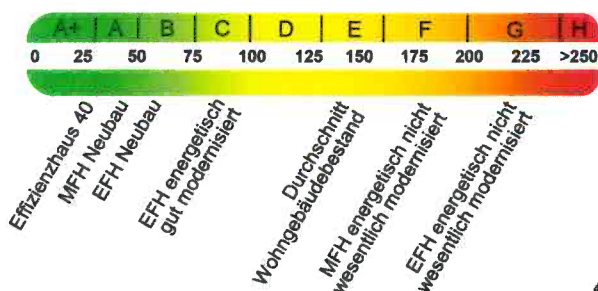 A+ A B C D E F G H
0 25 50 75 100 125 150 175 200 225 >250
Effizienzhaus 40
MFH Neubau
EFH Neubau
EFH energetisch
gut modernisiert
Durchschnitt
Wohngebäudebestand
MFH energetisch nicht
wesentlich modernisiert
EFH energetisch nicht
wesentlich modernisiert